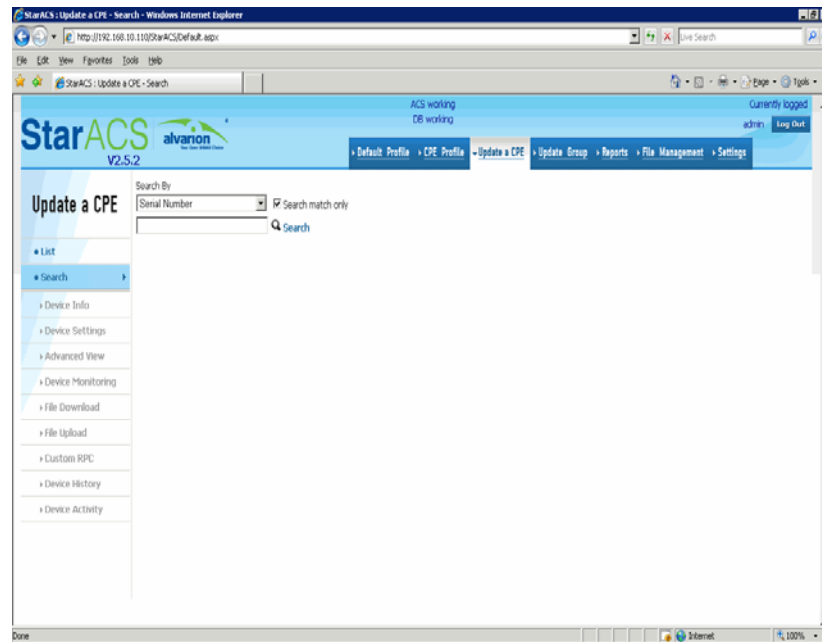 StarACS : Update a CPE - Search - Windows Internet Explorer
http://192.168.10.110/StarACS/Default.aspx
Live Search
File Edit View Favorites Tools Help
StarACS : Update a CPE - Search
Page Tools
ACS working
DB working
Currently logged
admin Log Out
StarACS
V2.5.2
alvarion
Default Profile CPE Profile Update a CPE Update Group Reports File Management Settings
Update a CPE
Search By
Serial Number
Search match only
Search
List
Search
Device Info
Device Settings
Advanced View
Device Monitoring
File Download
File Upload
Custom RPC
Device History
Device Activity
Done
Internet
100%